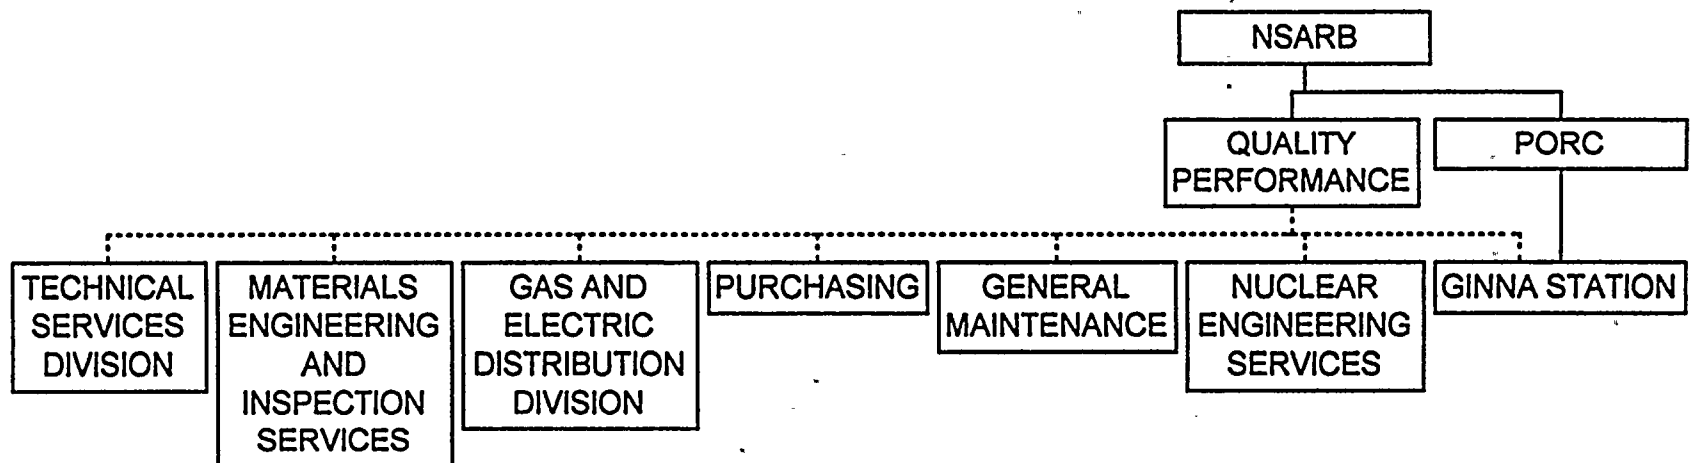 NSARB
QUALITY
PERFORMANCE
PORC
TECHNICAL
SERVICES
DIVISION
MATERIALS
ENGINEERING
AND
INSPECTION
SERVICES
GAS AND
ELECTRIC
DISTRIBUTION
DIVISION
PURCHASING
GENERAL
MAINTENANCE
NUCLEAR
ENGINEERING
SERVICES
GINNA STATION